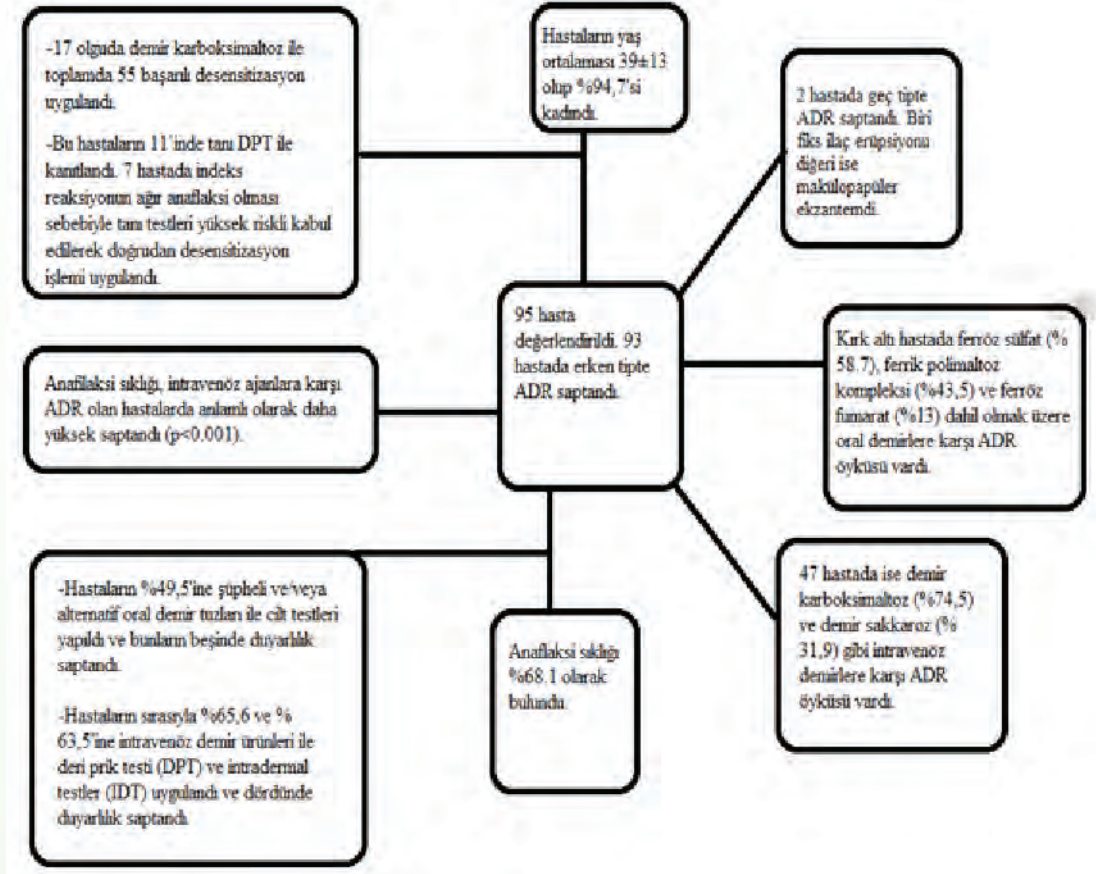 -17 olguda demir karboksimaltoz ile
toplamda 55 başarılı desensitizasyon
uygulandı.
-Bu hastaların 11'inde tanı DPT ile
kanıtlandı. 7 hastada indeks
reaksiyonun ağır anaflaksi olması
sebebiyle tanı testleri yüksek riskli kabul
edilerek doğrudan desensitizasyon
işlemi uygulandı.
Hastaların yaş
ortalaması 39±13
olup %94,7'si
kadındı.
2 hastada geç tipte
ADR saptandı. Biri
fiks ilaç erüpsiyonu
diğeri ise
makülopapüler
ekzantemdi.
95 hasta
değerlendirildi. 93
hastada erken tipte
ADR saptandı.
Anafilaksi sıklığı, intravenöz ajanlara karşı
ADR olan hastalarda anlamlı olarak daha
yüksek saptandı (p<0.001).
Kırk altı hastada ferröz sülfat (%
58.7), ferrik polimaltoz
kompleksi (%43,5) ve ferröz
fumarat (%13) dahil olmak üzere
oral demirlere karşı ADR
öyküsü vardı.
-Hastaların %49,5'ine şüpheli ve/veya
alternatif oral demir tuzları ile cilt testleri
yapıldı ve bunların beşinde duyarlılık
saptandı.
-Hastaların sırasıyla %65,6 ve %
63,5'ine intravenöz demir ürünleri ile
deri prik testi (DPT) ve intradermal
testler (IDT) uygulandı ve dördünde
duyarlılık saptandı.
Anaflaksi sıklığı
%68.1 olarak
bulundu.
47 hastada ise demir
karboksimaltoz (%74,5)
ve demir sakkaroz (%
31,9) gibi intravenöz
demirlere karşı ADR
öyküsü vardı.